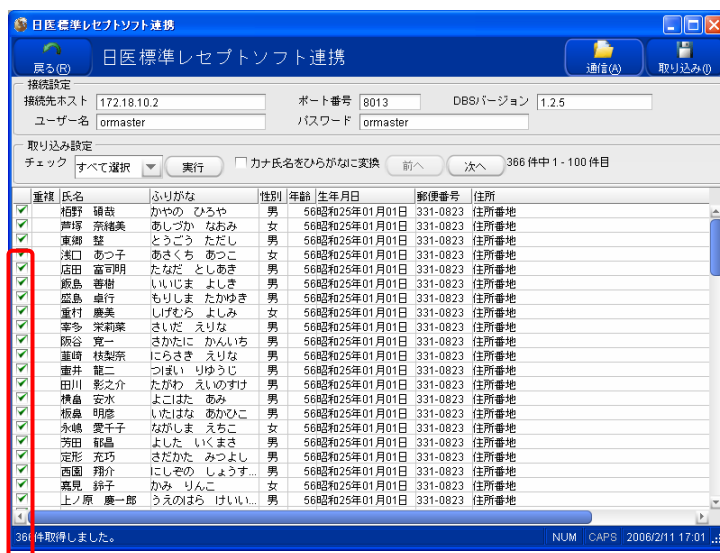 日医標準レセプトソフト連携
戻る(R) 日医標準レセプトソフト連携 通信(A) 取り込み(I)
接続設定
接続先ホスト 172.18.10.2 ポート番号 8013 DBSバージョン 1.2.5
ユーザー名 ormaster パスワード ormaster
取り込み設定
チェック すべて選択 実行 カナ氏名をひらがなに変換 前へ 次へ 366件中 1 - 100 件目
重複 氏名 ふりがな 性別 年齢 生年月日 郵便番号 住所
栢野 碩哉 かやの ひろや 男 56 昭和25年01月01日 331-0823 住所番地
芦塚 奈緒美 あしづか なおみ 女 56 昭和25年01月01日 331-0823 住所番地
東郷 整 とうごう ただし 男 56 昭和25年01月01日 331-0823 住所番地
浅口 あつ子 あさくち あつこ 男 56 昭和25年01月01日 331-0823 住所番地
店田 富司明 たなだ としあき 男 56 昭和25年01月01日 331-0823 住所番地
飯島 善樹 いいじま よしき 男 56 昭和25年01月01日 331-0823 住所番地
盛島 卓行 もりしま たかゆき 男 56 昭和25年01月01日 331-0823 住所番地
重村 慶美 しげむら よしみ 女 56 昭和25年01月01日 331-0823 住所番地
栄莉菜 さいだ えりな 男 56 昭和25年01月01日 331-0823 住所番地
阪谷 寛一 さかたに かんいち 男 56 昭和25年01月01日 331-0823 住所番地
韮崎 枝梨奈 にらさき えりな 男 56 昭和25年01月01日 331-0823 住所番地
壷井 龍二 つぼい りゆうじ 男 56 昭和25年01月01日 331-0823 住所番地
田川 影之介 たがわ えいのすけ 男 56 昭和25年01月01日 331-0823 住所番地
横畠 安水 よこはた あみ 男 56 昭和25年01月01日 331-0823 住所番地
板鼻 明彦 いたはな あかひこ 男 56 昭和25年01月01日 331-0823 住所番地
永嶋 愛千子 ながしま えちこ 女 56 昭和25年01月01日 331-0823 住所番地
芳田 郁昌 よした いくまさ 男 56 昭和25年01月01日 331-0823 住所番地
定形 充巧 さだかた みつよし 男 56 昭和25年01月01日 331-0823 住所番地
西園 翔介 にしぞの しょうす... 男 56 昭和25年01月01日 331-0823 住所番地
嘉見 鈴子 かみ りんこ 女 56 昭和25年01月01日 331-0823 住所番地
上ノ原 慶一郎 うえのはら けいい... 男 56 昭和25年01月01日 331-0823 住所番地
366件取得しました。 NUM CAPS 2006/2/11 17:01